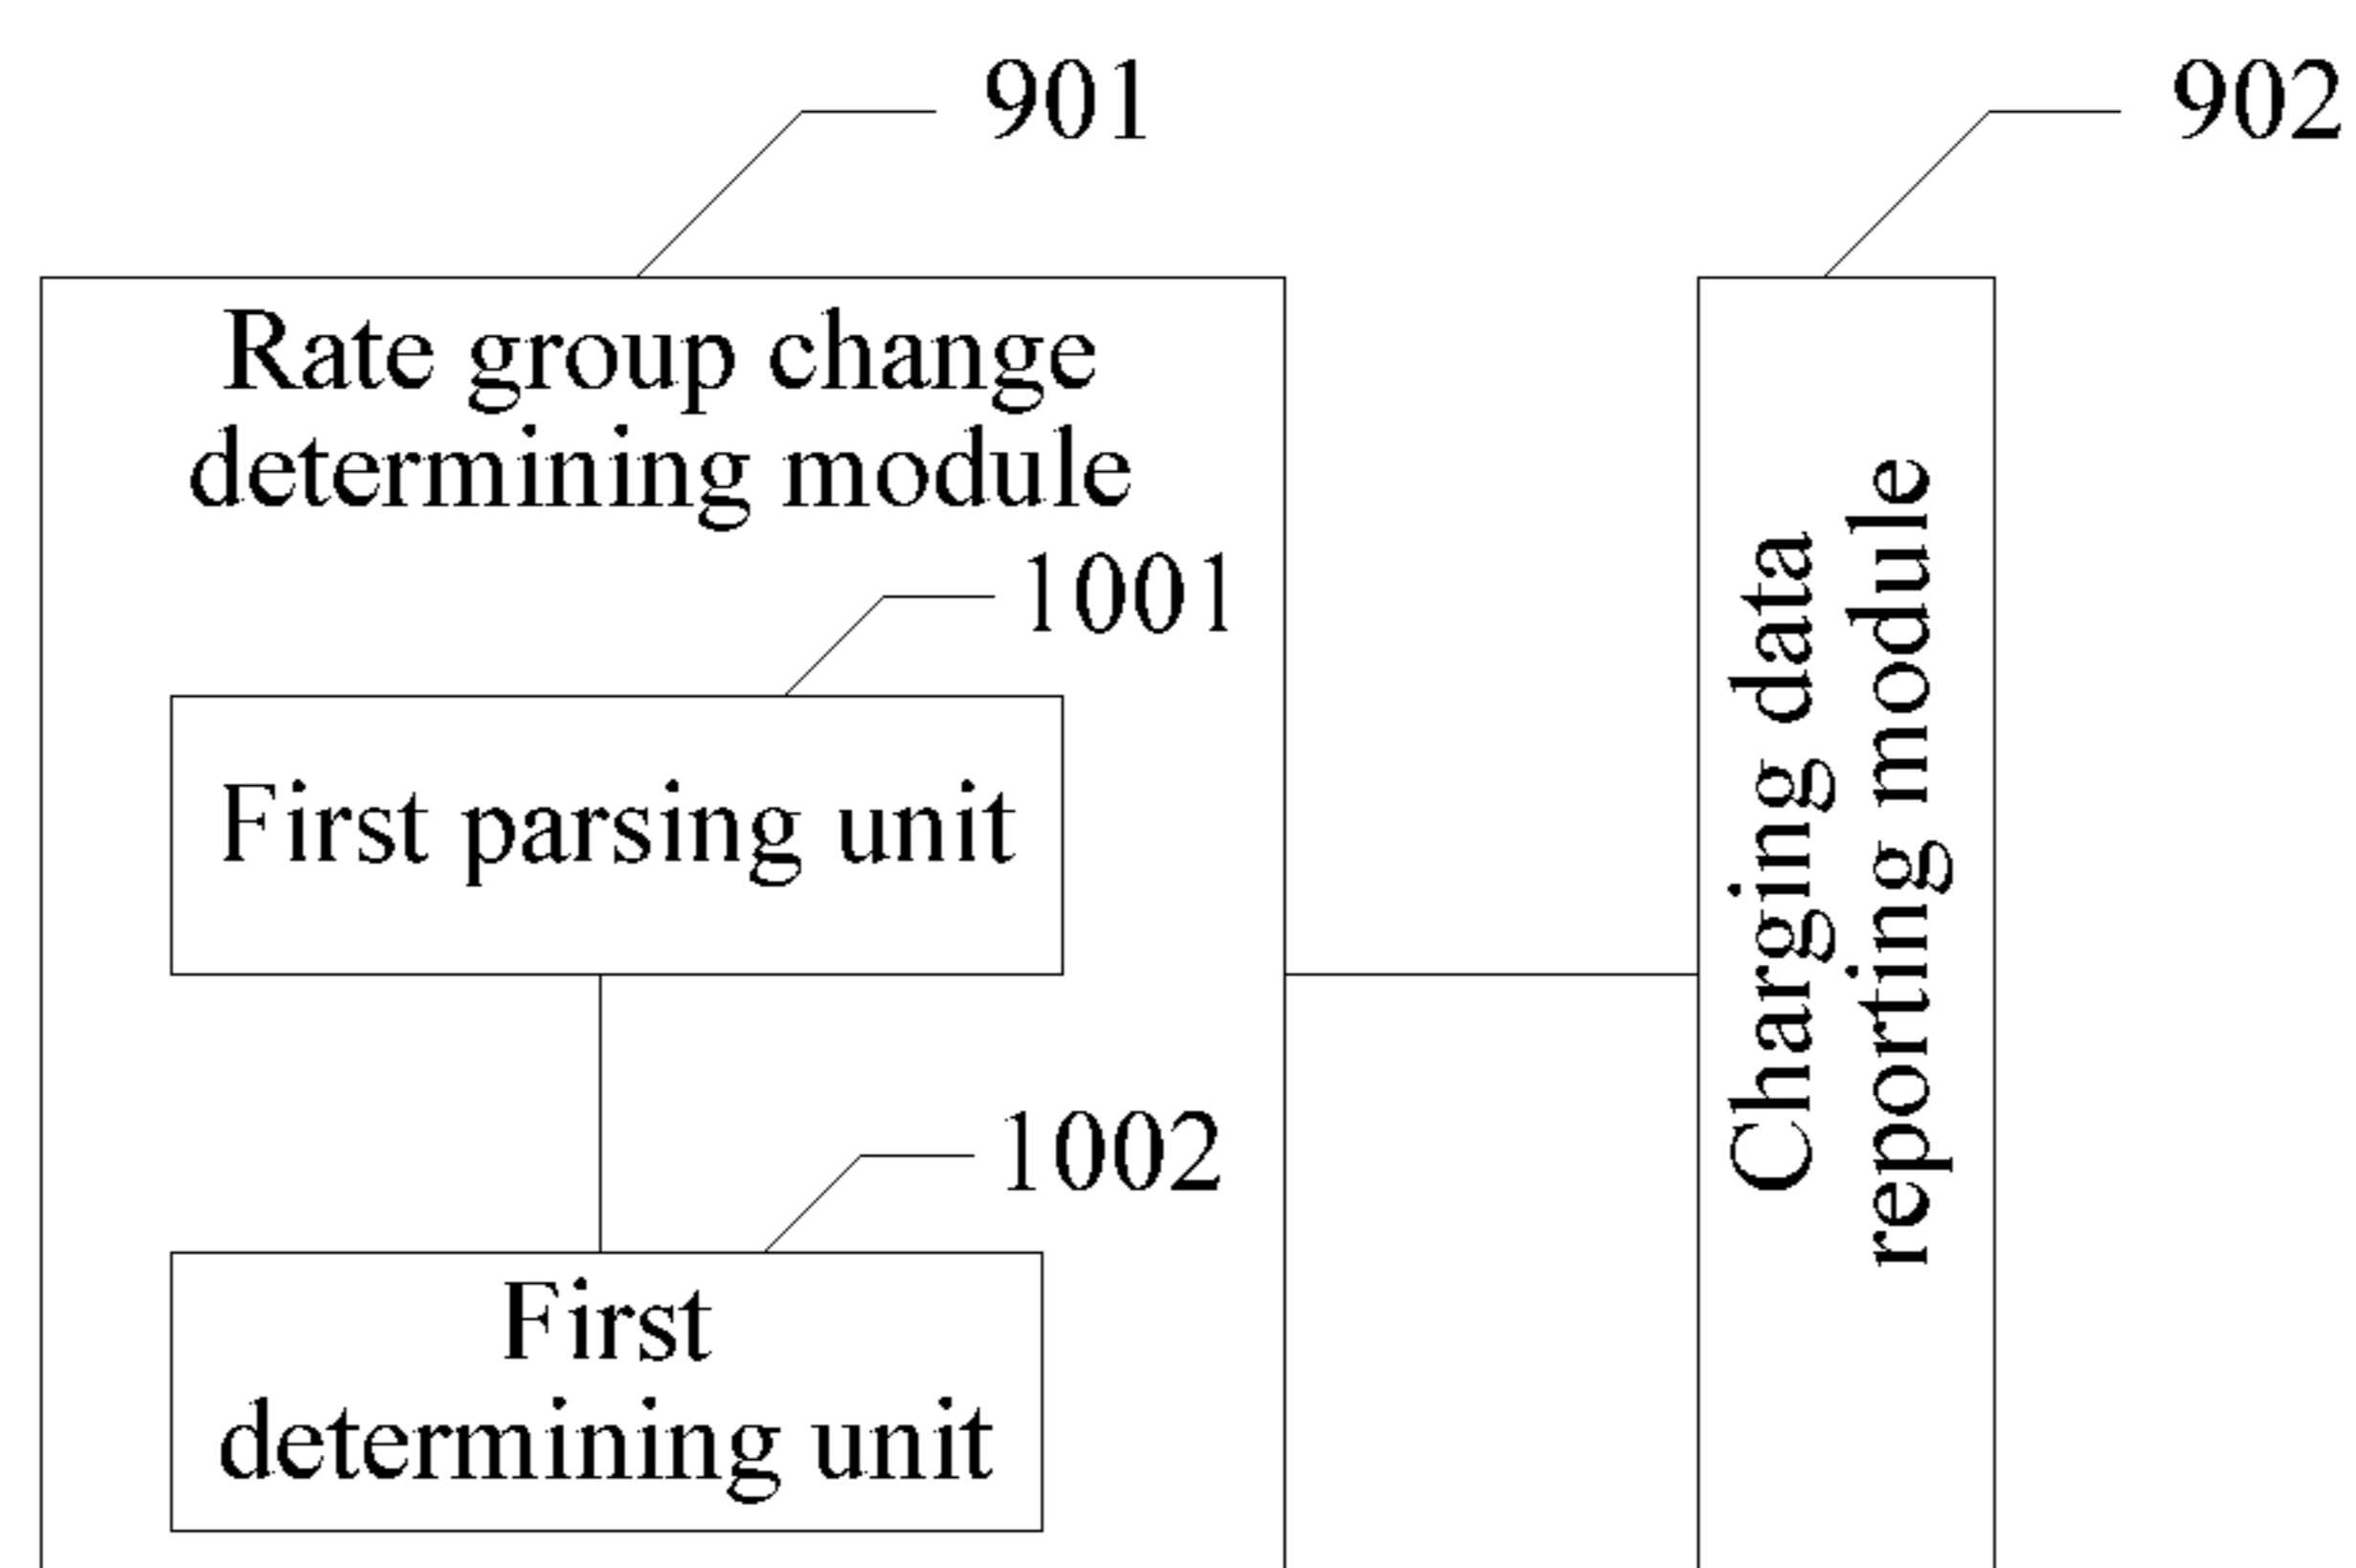 901
902
Rate group change
determining module
1001
First parsing unit
1002
First
determining unit
Charging data
reporting module